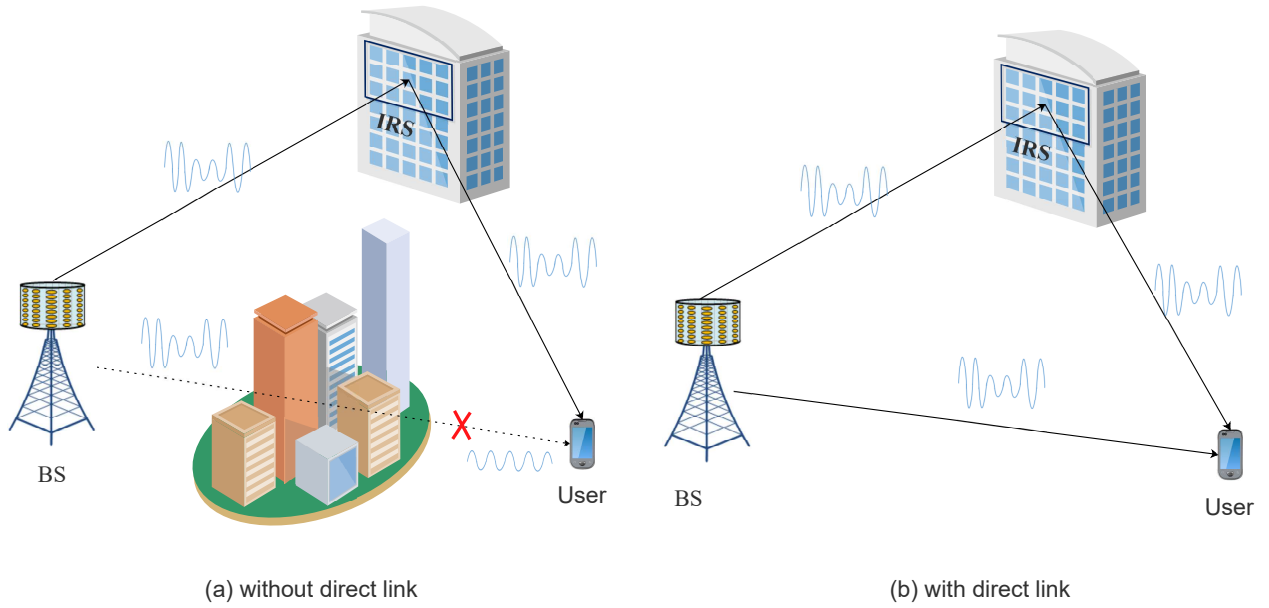 IRS
BS
User
(a) without direct link
IRS
BS
User
(b) with direct link